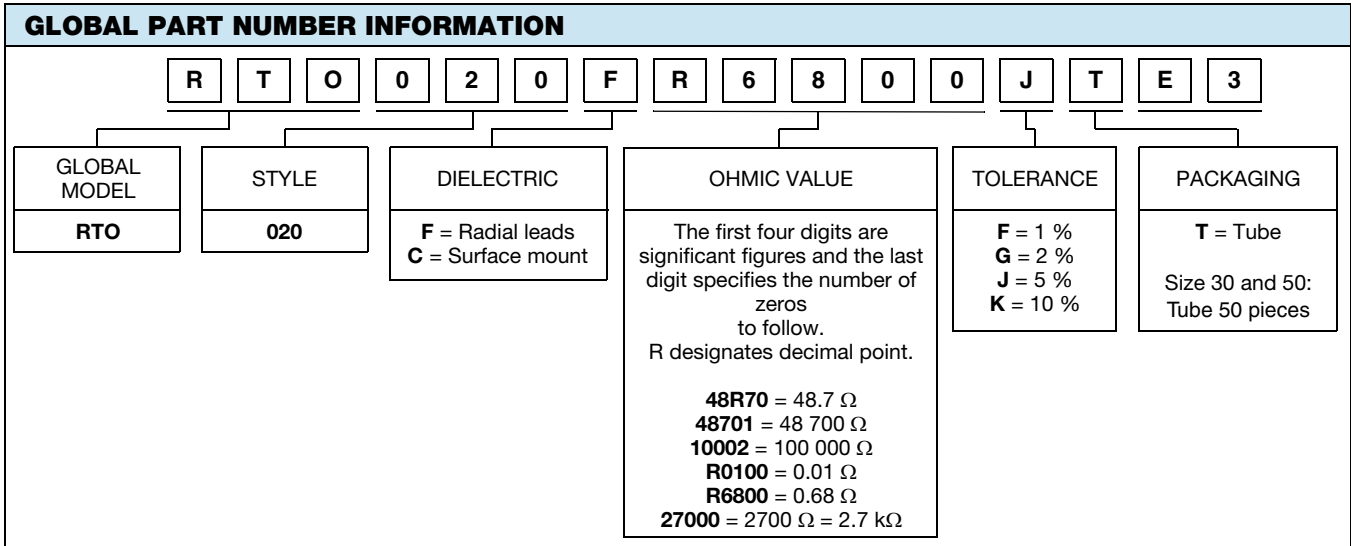 GLOBAL PART NUMBER INFORMATION
R T O 0 2 0 F R 6 8 0 0 J T E 3
GLOBAL
MODEL
RTO
STYLE
020
DIELECTRIC
F = Radial leads
C = Surface mount
OHMIC VALUE
The first four digits are
significant figures and the last
digit specifies the number of
zeros
to follow.
R designates decimal point.
48R70 = 48.7 Ω
48701 = 48 700 Ω
10002 = 100 000 Ω
R0100 = 0.01 Ω
R6800 = 0.68 Ω
27000 = 2700 Ω = 2.7 kΩ
TOLERANCE
F = 1 %
G = 2 %
J = 5 %
K = 10 %
PACKAGING
T = Tube
Size 30 and 50:
Tube 50 pieces